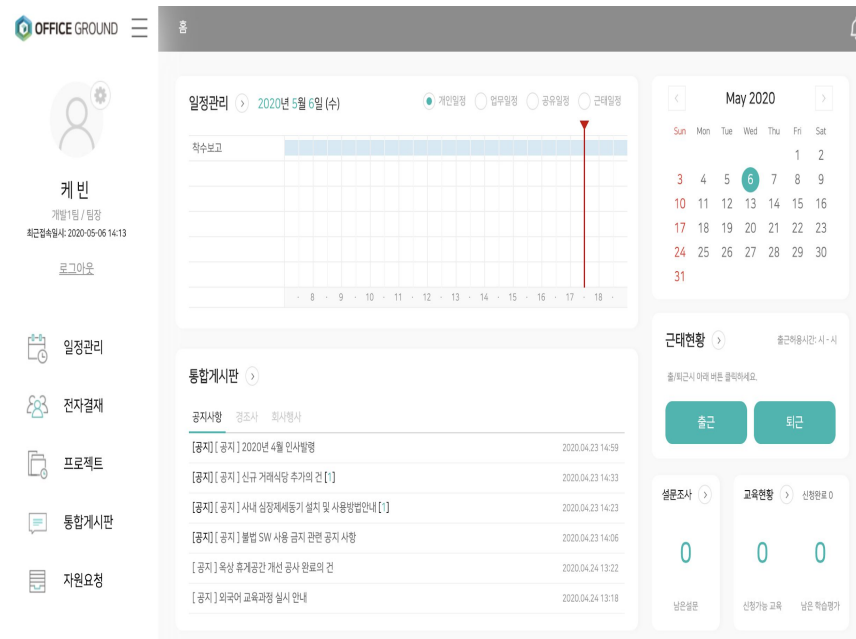 OFFICE GROUND
홈
케 빈
개발1팀 / 팀장
최근접속일시: 2020-05-06 14:13
로그아웃
일정관리
전자결재
프로젝트
통합게시판
자원요청
일정관리 2020년 5월 6일 (수) 개인일정 업무일정 공유일정 근태일정
착수보고
· 8 · 9 · 10 · 11 · 12 · 13 · 14 · 15 · 16 · 17 · 18 ·
통합게시판
공지사항 경조사 회사행사
[공지] [ 공지 ] 2020년 4월 인사발령 2020.04.23 14:59
[공지] [ 공지 ] 신규 거래식당 추가의 건 [1] 2020.04.23 14:33
[공지] [ 공지 ] 사내 심장제세동기 설치 및 사용방법안내 [1] 2020.04.23 14:23
[공지] [ 공지 ] 불법 SW 사용 금지 관련 공지 사항 2020.04.23 14:06
[ 공지 ] 옥상 휴게공간 개선 공사 완료의 건 2020.04.24 13:22
[ 공지 ] 외국어 교육과정 실시 안내 2020.04.24 13:18
May 2020
Sun Mon Tue Wed Thu Fri Sat
1 2
3 4 5 6 7 8 9
10 11 12 13 14 15 16
17 18 19 20 21 22 23
24 25 26 27 28 29 30
31
근태현황 출근허용시간: 시 - 시
출/퇴근시 아래 버튼 클릭하세요.
출근 퇴근
설문조사
0
남은설문
교육현황 신청완료 0
0 0
신청가능 교육 남은 학습평가